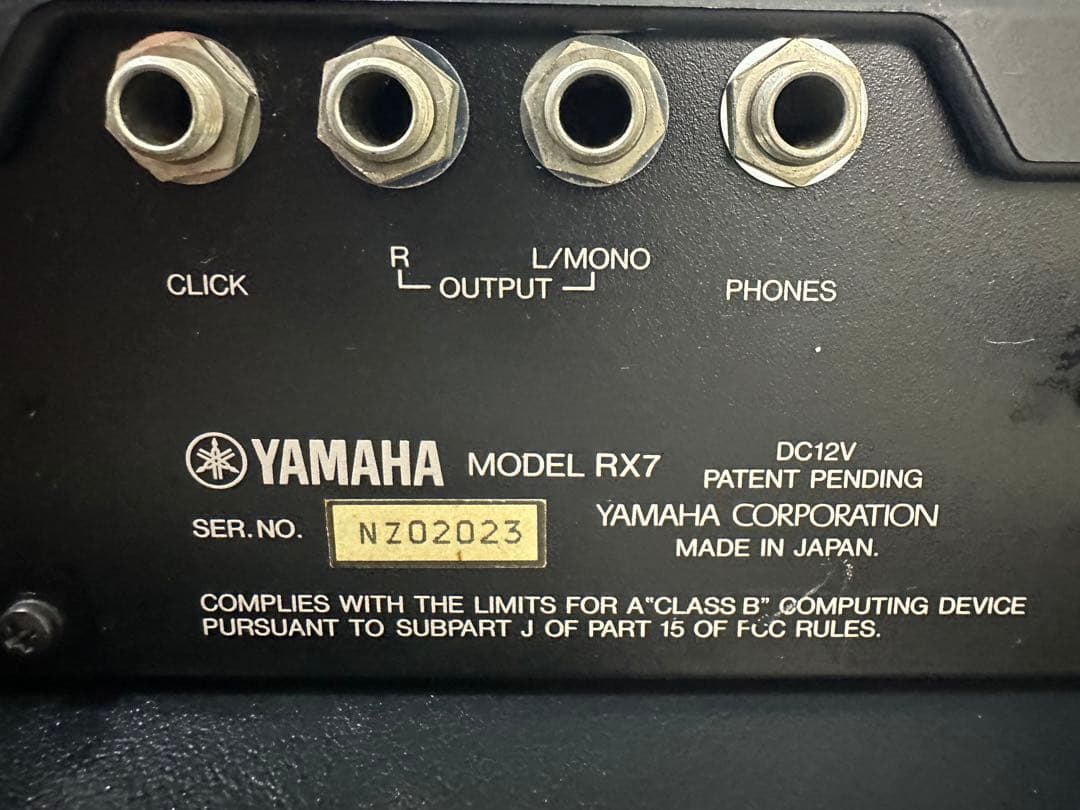 CLICK
R
L/MONO
OUTPUT
PHONES
YAMAHA MODEL RX7
DC12V
PATENT PENDING
SER. NO. NZ02023
YAMAHA CORPORATION
MADE IN JAPAN.
COMPLIES WITH THE LIMITS FOR A "CLASS B" COMPUTING DEVICE
PURSUANT TO SUBPART J OF PART 15 OF FCC RULES.